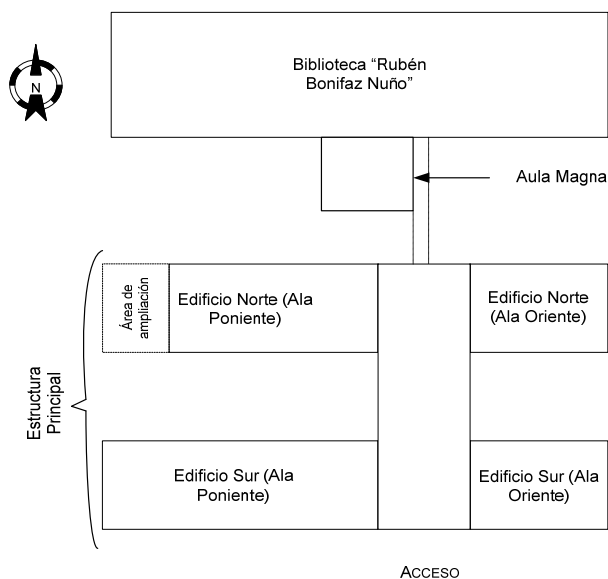 Biblioteca “Rubén
Bonifaz Nuño”
N
Aula Magna
Área de
ampliación
Edificio Norte (Ala
Poniente)
Edificio Norte
(Ala Oriente)
Estructura
Principal
Edificio Sur (Ala
Poniente)
Edificio Sur (Ala
Oriente)
ACCESO